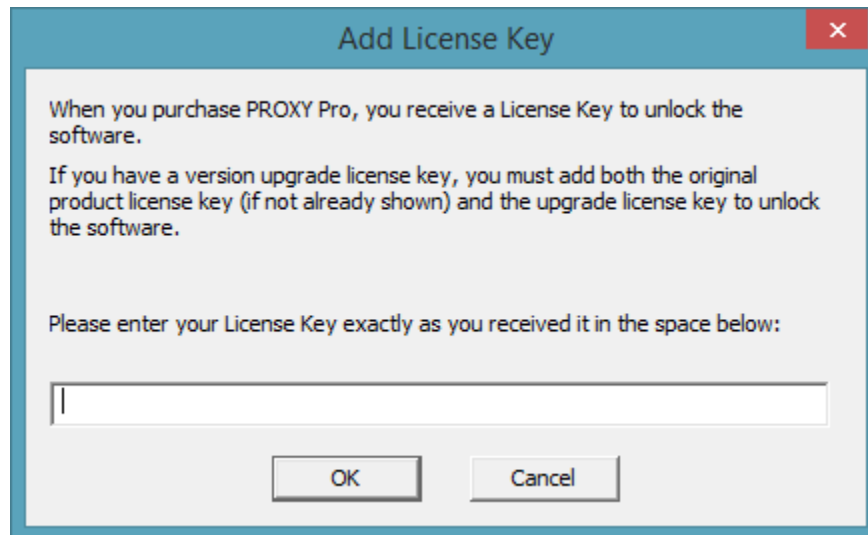 Add License Key
When you purchase PROXY Pro, you receive a License Key to unlock the
software.
If you have a version upgrade license key, you must add both the original
product license key (if not already shown) and the upgrade license key to unlock
the software.
Please enter your License Key exactly as you received it in the space below:
OK Cancel